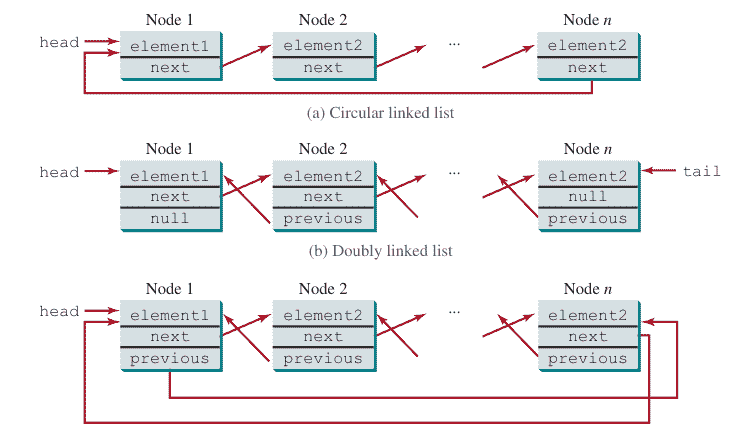 Node 1 Node 2 Node n
head element1 element2 ... element2
next next next
(a) Circular linked list
Node 1 Node 2 Node n
head element1 element2 ... element2 tail
next next null
null previous previous
(b) Doubly linked list
Node 1 Node 2 Node n
head element1 element2 ... element2
next next next
previous previous previous